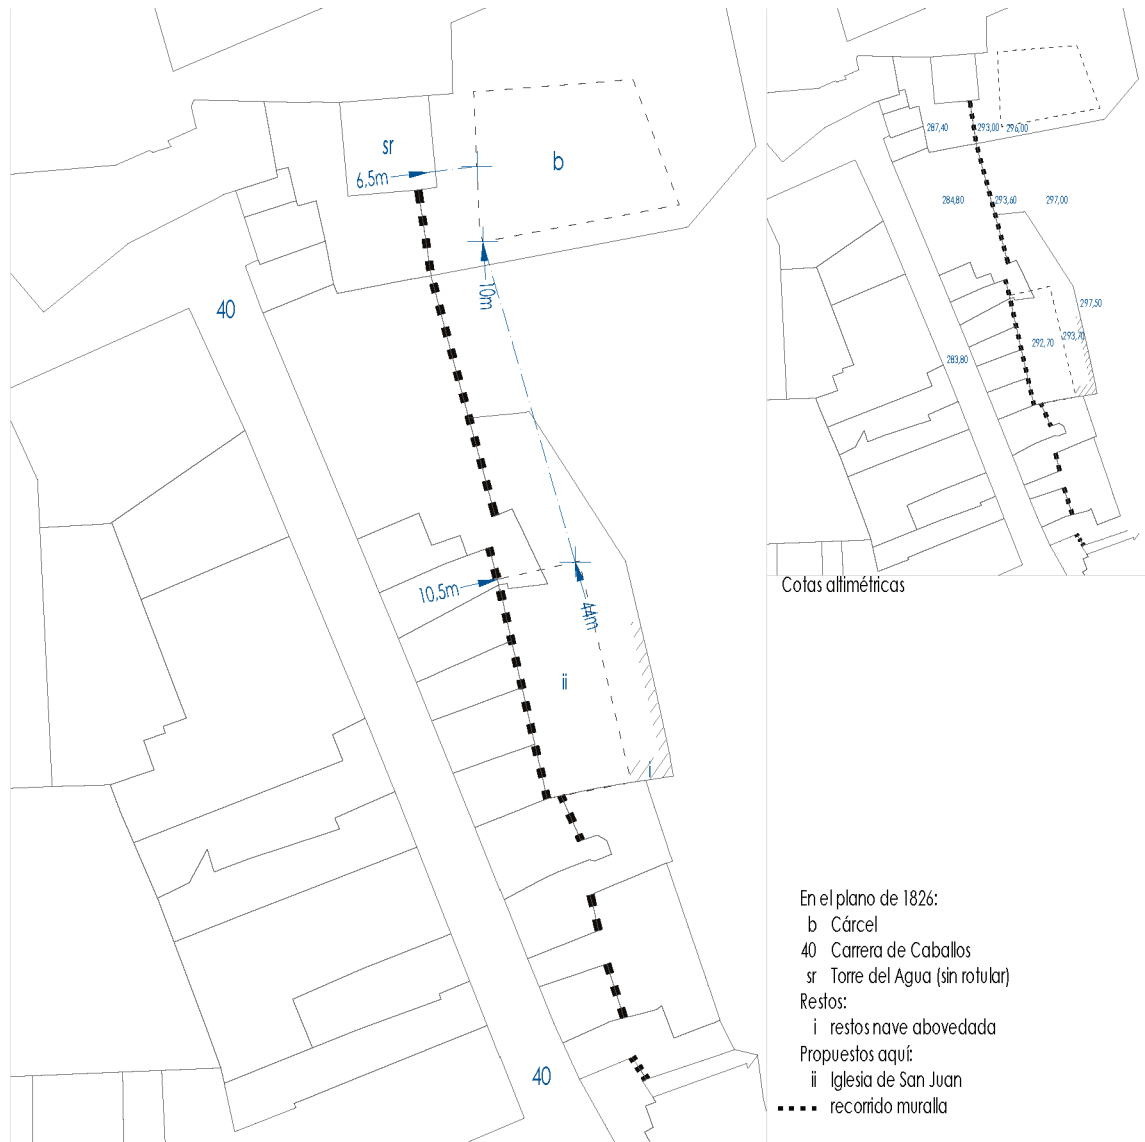 sr
6,5m
b
40
10m
10,5m
44m
ii
i
40
287,40
293,00
296,00
284,80
293,60
297,00
297,50
292,70
293,70
283,80
Cotas altimétricas
En el plano de 1826:
b Cárcel
40 Carrera de Caballos
sr Torre del Agua (sin rotular)
Restos:
i restos nave abovedada
Propuestos aquí:
ii Iglesia de San Juan
recorrido muralla